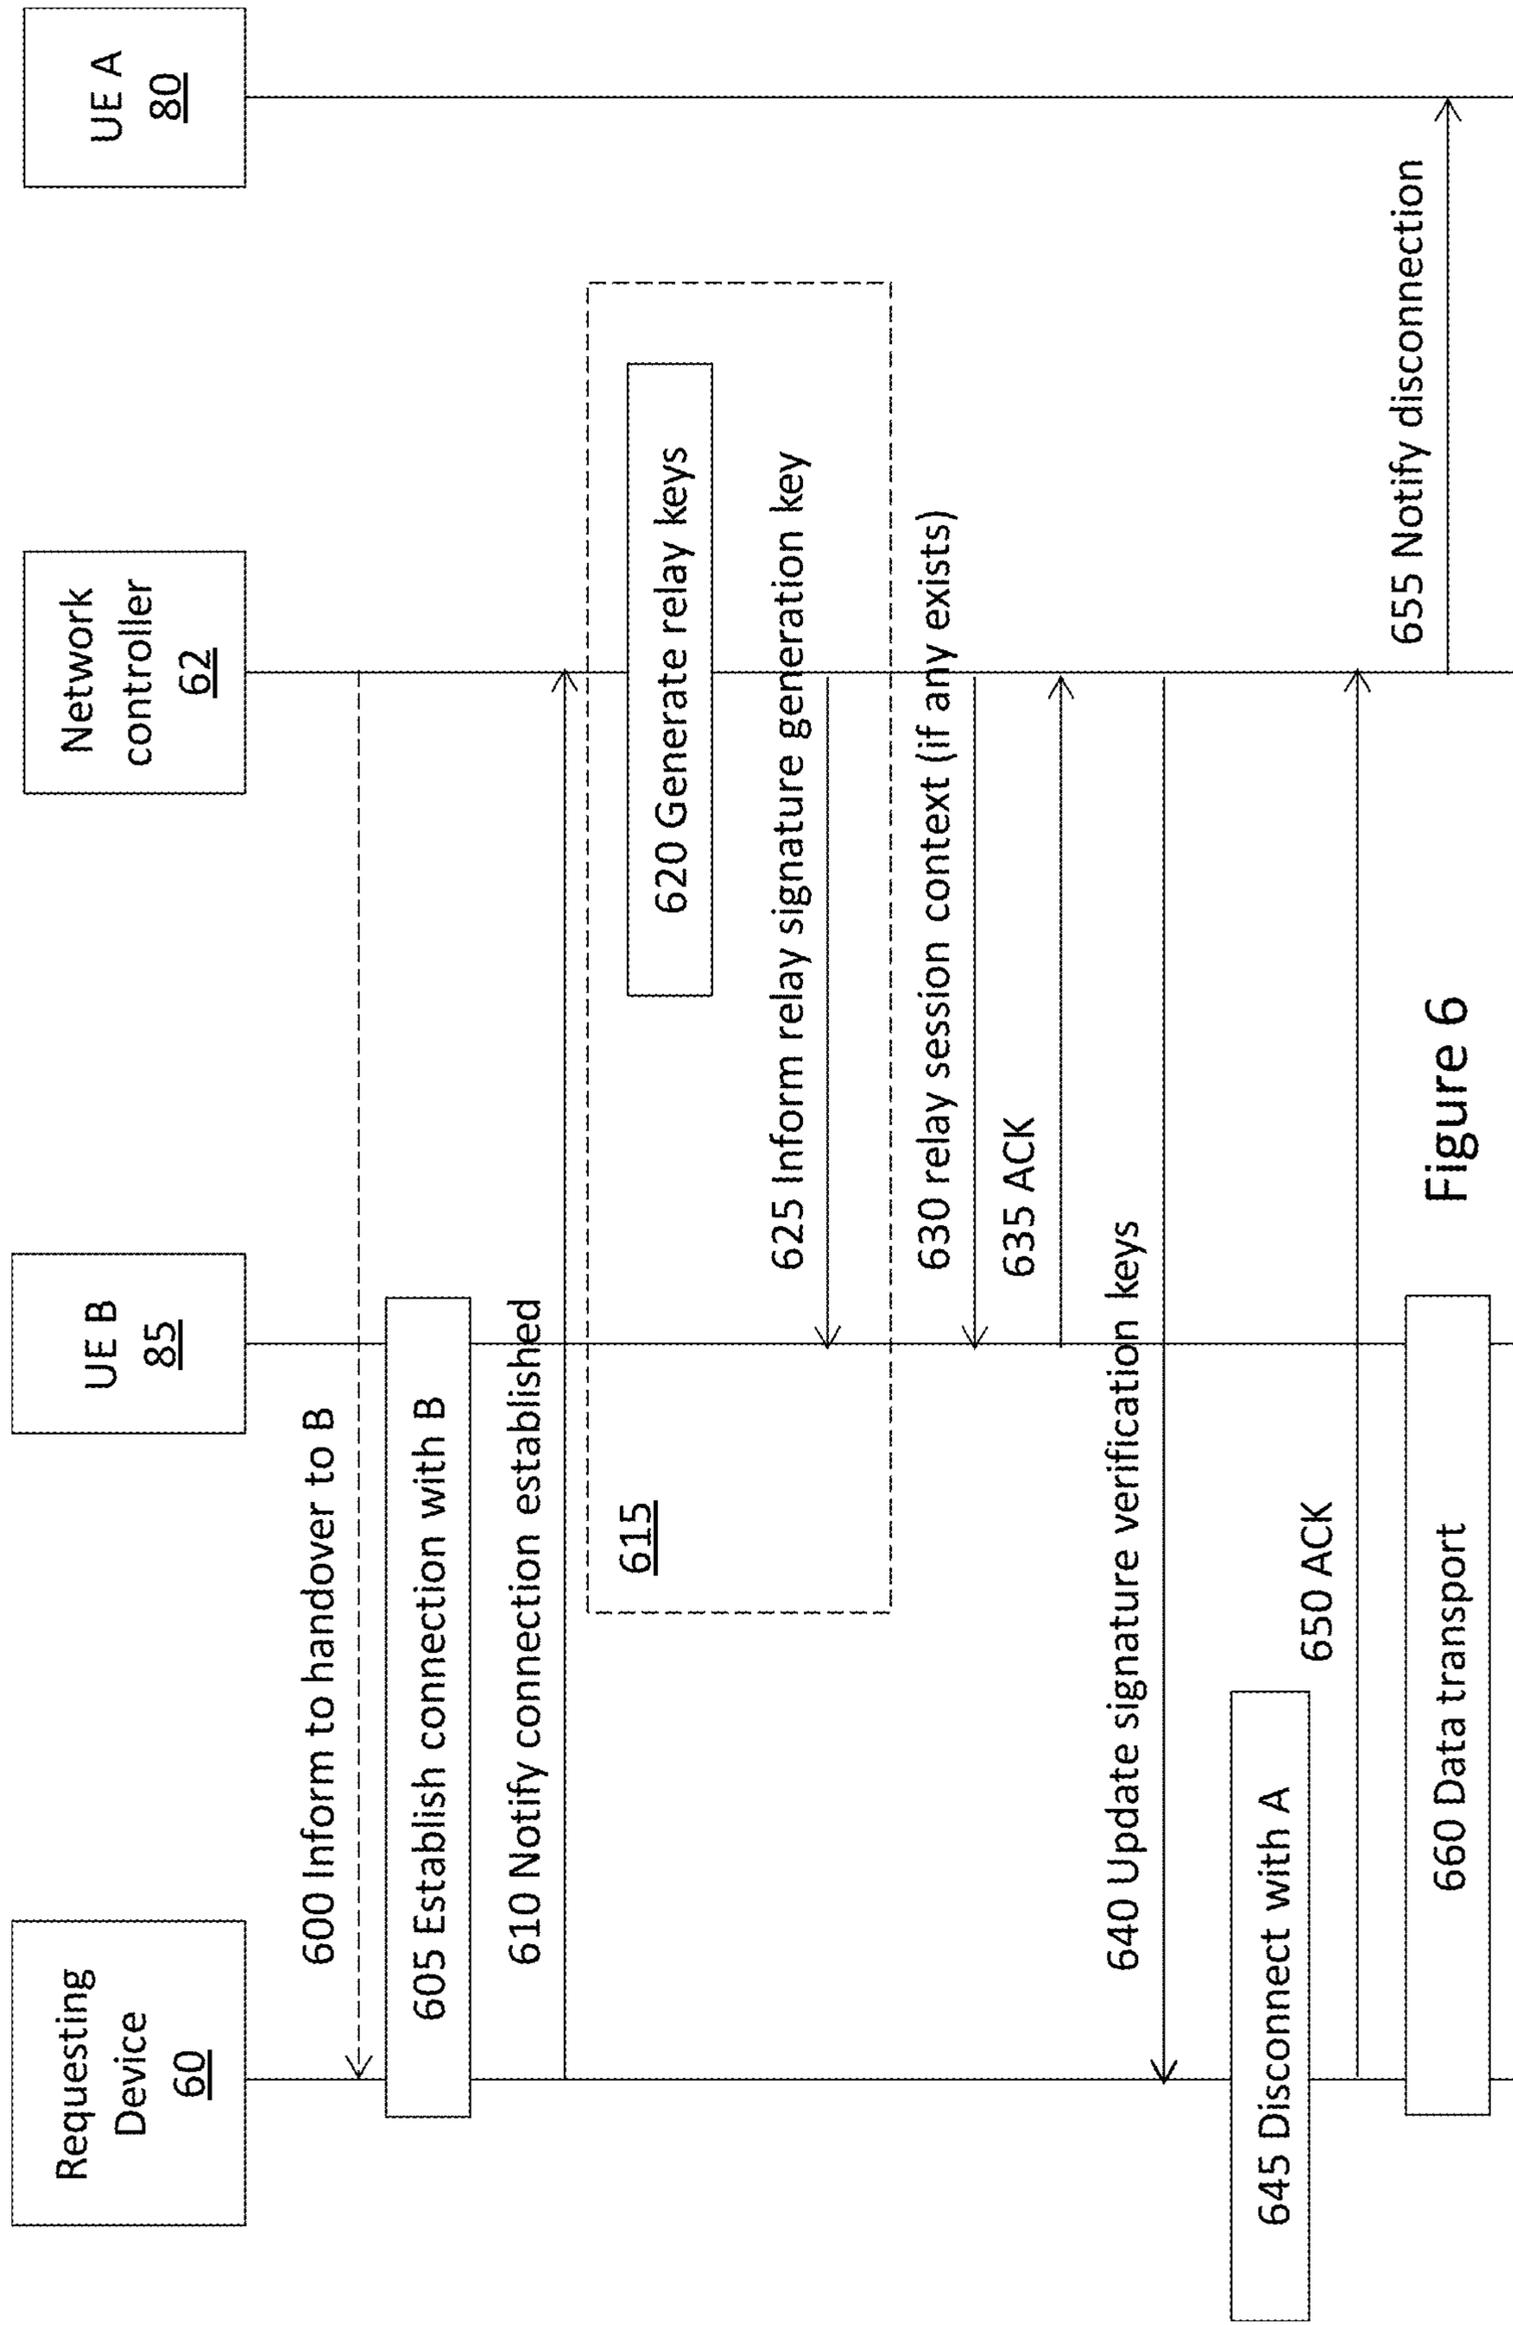 Requesting
Device
60
UE B
85
Network
controller
62
UE A
80
600 Inform to handover to B
605 Establish connection with B
610 Notify connection established
615
620 Generate relay keys
625 Inform relay signature generation key
630 relay session context (if any exists)
635 ACK
640 Update signature verification keys
645 Disconnect with A
650 ACK
655 Notify disconnection
660 Data transport
Figure 6